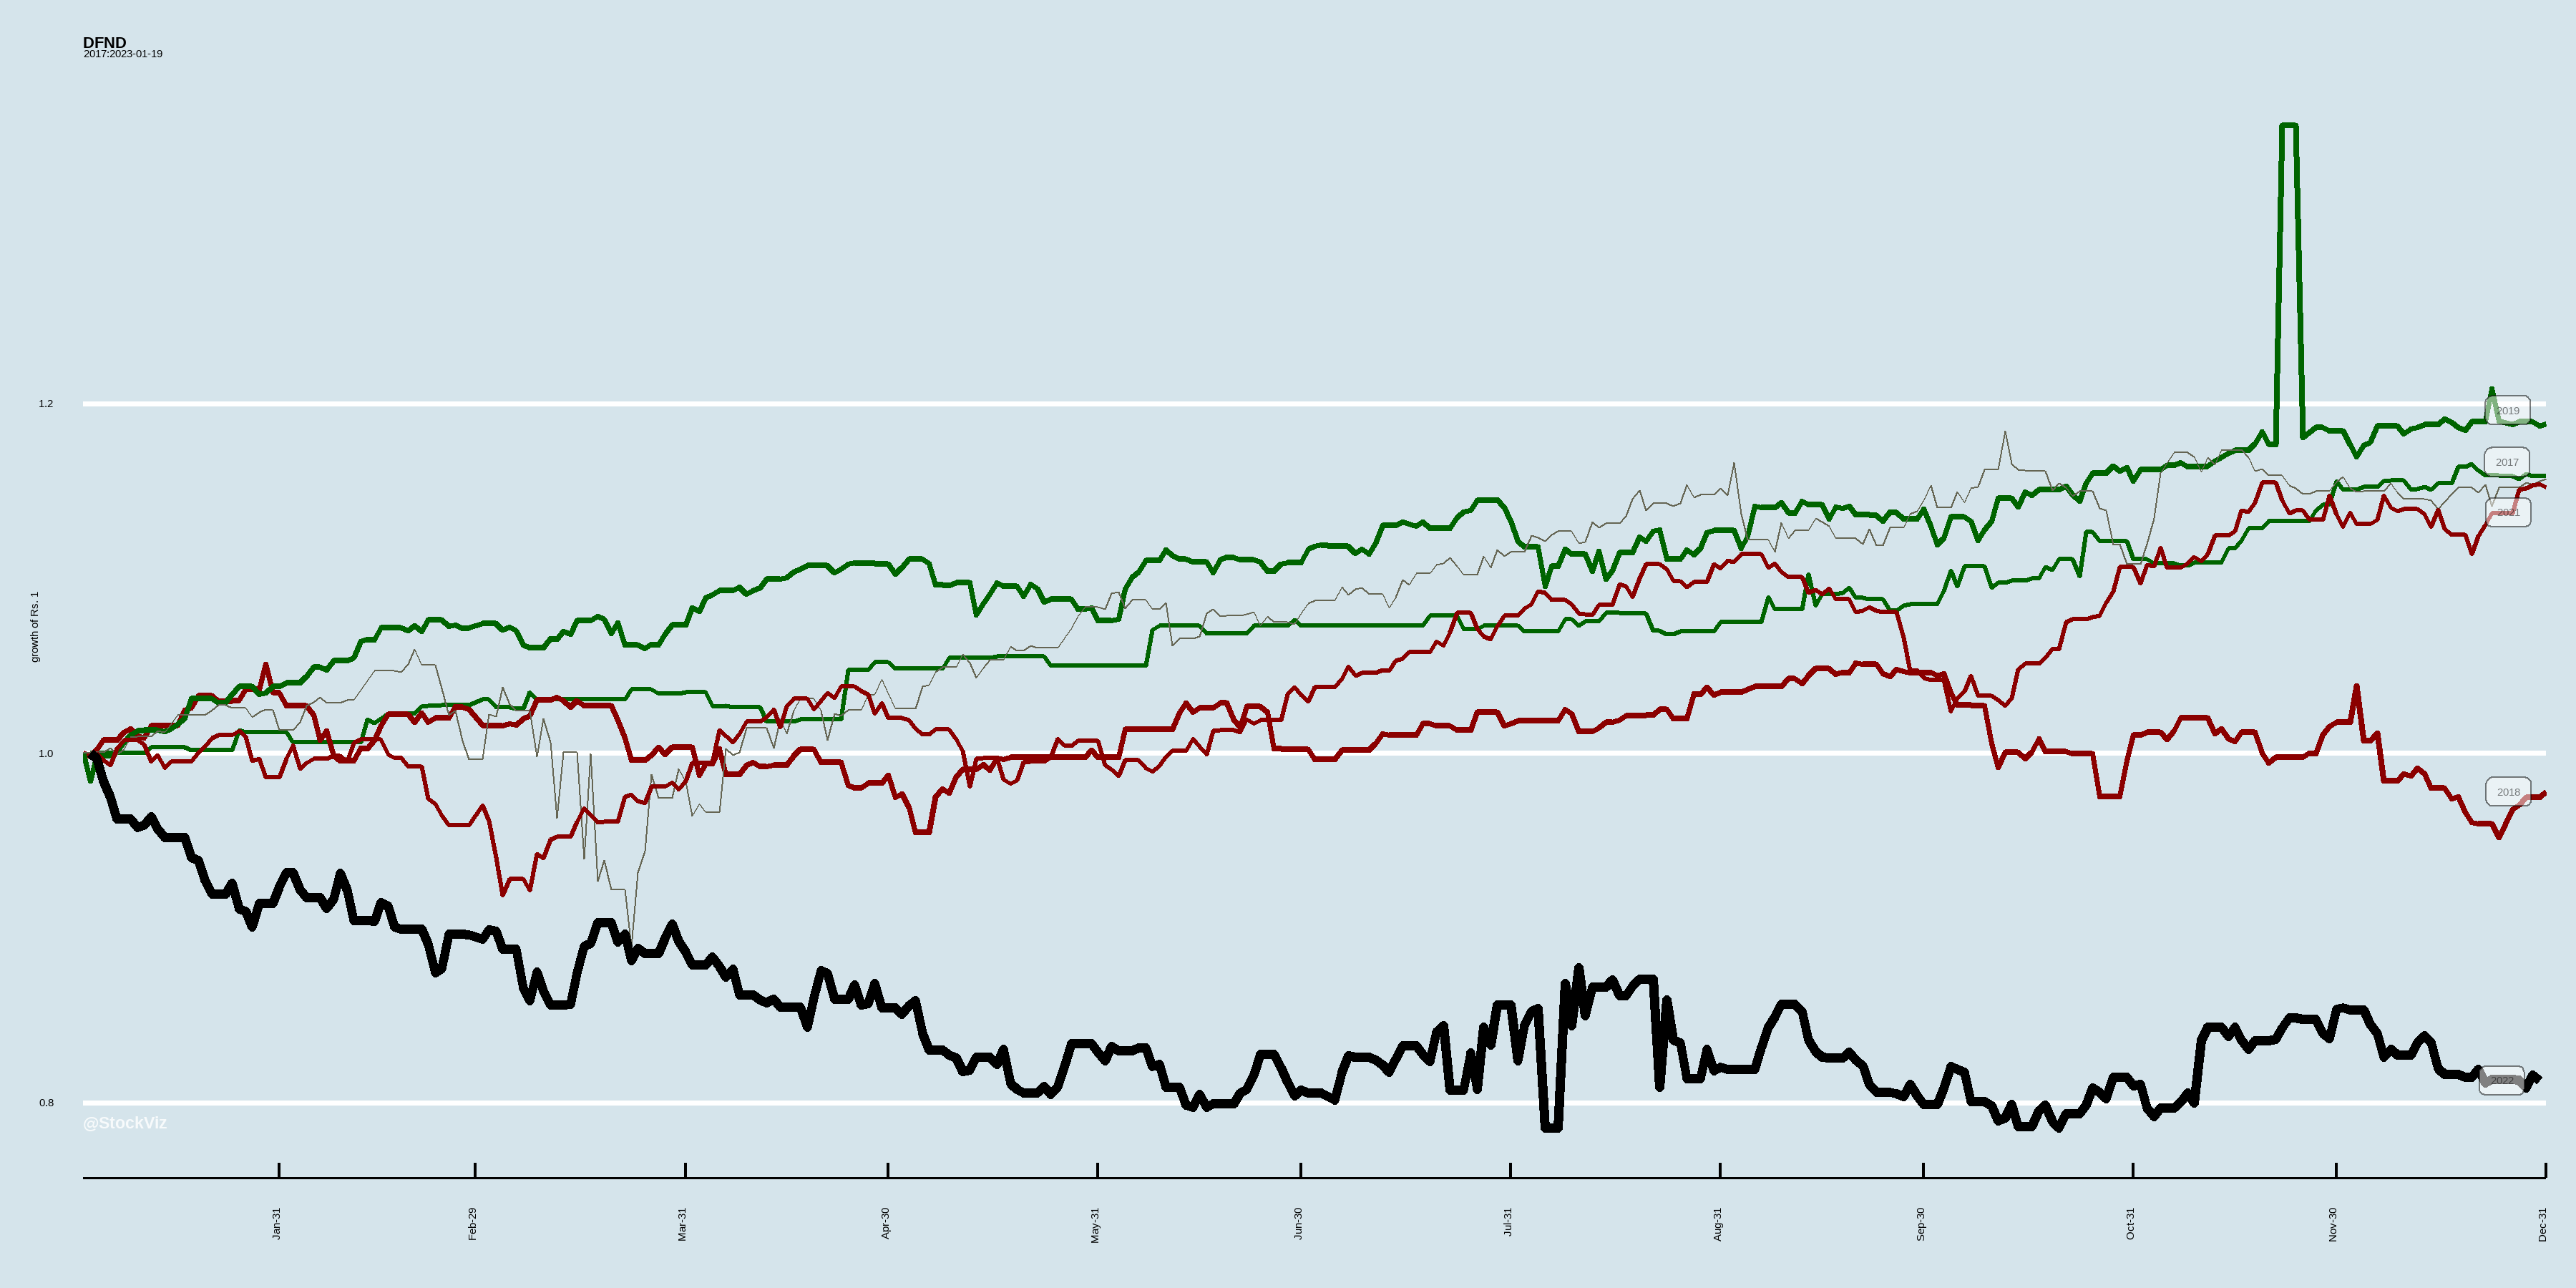 DFND
2017:2023-01-19
growth of Rs. 1
1.2
1.0
0.8
2019
2017
2021
2018
2022
@StockViz
Jan-31
Feb-29
Mar-31
Apr-30
May-31
Jun-30
Jul-31
Aug-31
Sep-30
Oct-31
Nov-30
Dec-31